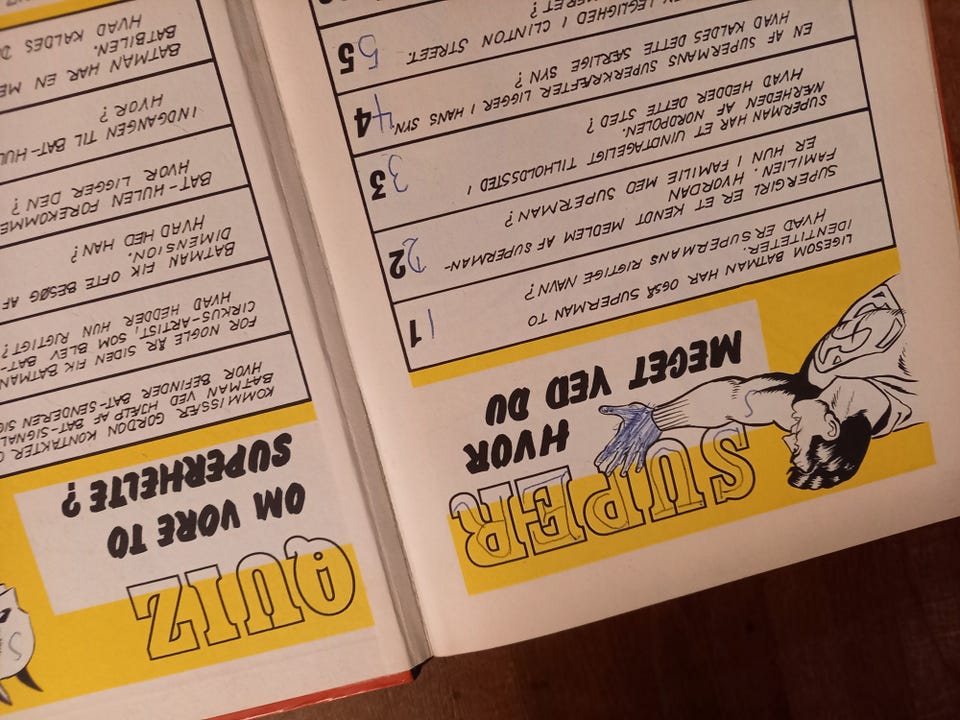 SUPER
HVOR
MEGET VED DU
1 1
LIGESOM BATMAN HAR OGSÅ SUPERMAN TO
IDENTITETER.
HVAD ER SUPERMANS RIGTIGE NAVN?
2 2
SUPERGIRL ER ET KENDT MEDLEM AF SUPERMAN-
FAMILIEN. HVORDAN
ER HUN I FAMILIE MED SUPERMAN?
3 3
SUPERMAN HAR ET UINDTAGELIGT TILHOLDSSTED I
NÆRHEDEN AF NORDPOLEN.
HVAD HEDDER DETTE STED ?
4 4
EN AF SUPERMANS SUPERKRÆFTER LIGGER I HANS SYN
HVAD KALDES DETTE SÆRLIGE SYN ?
5 5
LEJLIGHED I CLINTON STREET.
QUIZ
OM VORE TO
SUPERHELTE?
KOMMISSÆR GORDON KONTAKTER
BATMAN VED HJÆLP AF BAT-SIGNAL
HVOR BEFINDER BAT-SENDEREN SIG
FOR NOGLE ÅR SIDEN FIK BATMAN
CIRKUS-ARTIST, SOM BLEV BAT-
HVAD HEDDER HUN RIGTIGT ?
BATMAN FIK OFTE BESØG AF
DIMENSION.
HVAD HED HAN ?
BAT-HULEN FOREKOMME
HVOR LIGGER DEN ?
INDGANGEN TIL BAT-HUL
HVOR ?
BATMAN HAR EN ME
BATBILEN.
HVAD KALDES D